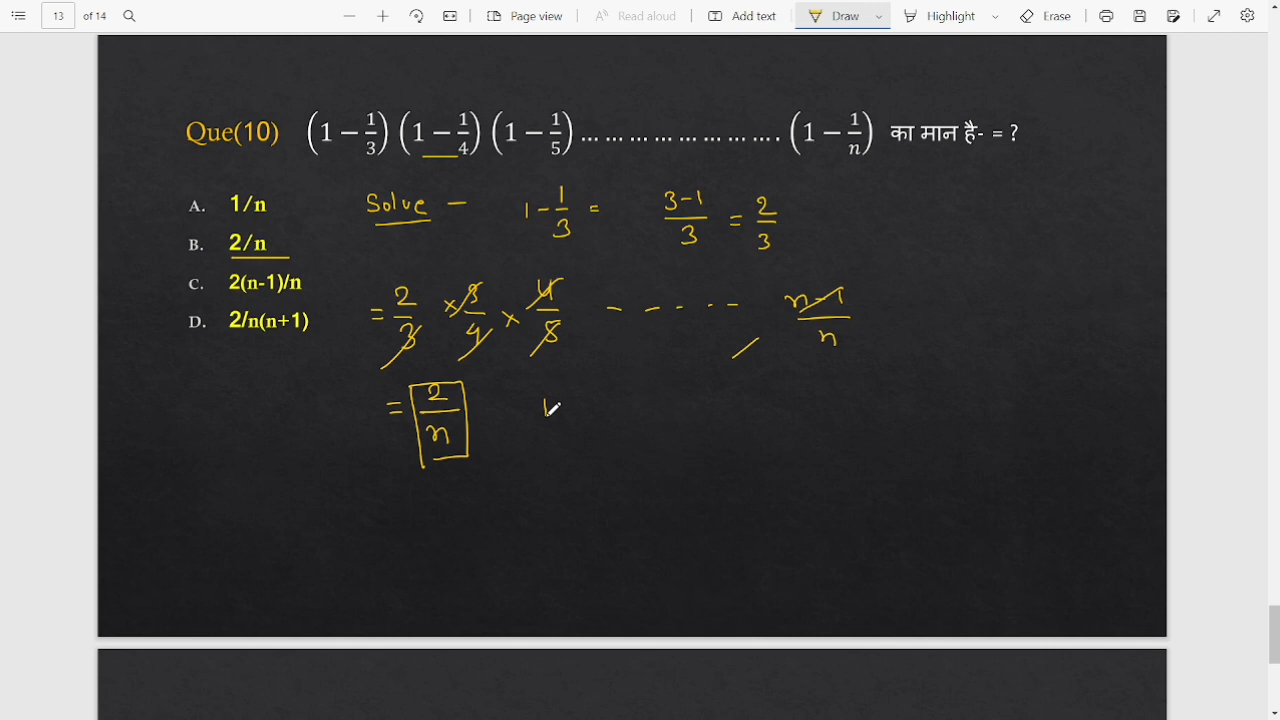 13 of 14 Page view Read aloud Add text Draw Highlight Erase
Que(10) (1 − 1/3) (1 − 1/4) (1 − 1/5) ... ... ... ... ... ... ... ... . (1 − 1/n) का मान है- = ?
A. 1/n
B. 2/n
C. 2(n-1)/n
D. 2/n(n+1)
Solve − 1 − 1/3 = 3−1/3 = 2/3
= 2/3 × 3/4 × 4/5 - - - - - n−1/n
= 2/n